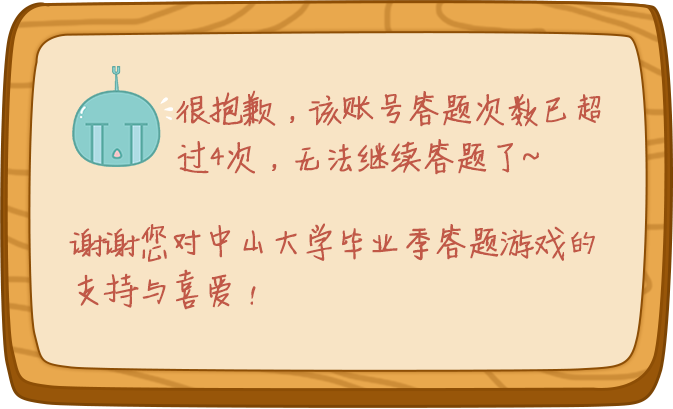 很抱歉，该账号答题次数已超
过4次，无法继续答题了~
谢谢您对中山大学毕业季答题游戏的
支持与喜爱！